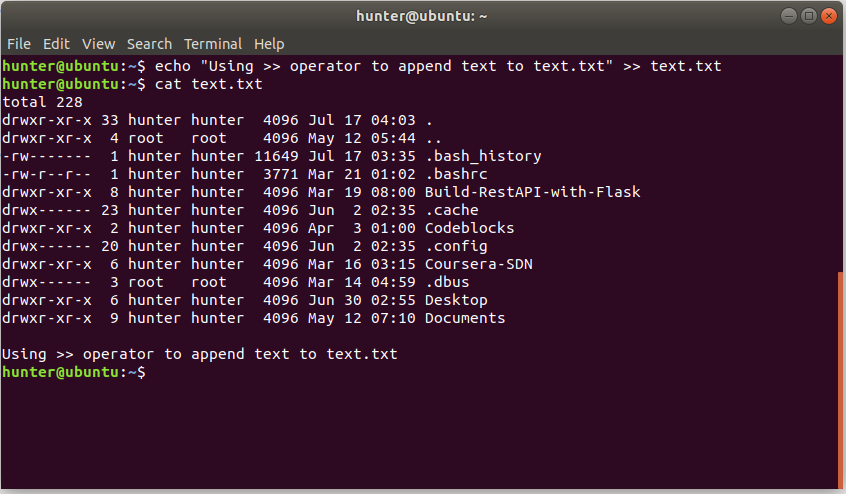 hunter@ubuntu: ~
File Edit View Search Terminal Help
hunter@ubuntu:~$ echo "Using >> operator to append text to text.txt" >> text.txt
hunter@ubuntu:~$ cat text.txt
total 228
drwxr-xr-x 33 hunter hunter  4096 Jul 17 04:03 .
drwxr-xr-x  4 root   root    4096 May 12 05:44 ..
-rw-------  1 hunter hunter 11649 Jul 17 03:35 .bash_history
-rw-r--r--  1 hunter hunter  3771 Mar 21 01:02 .bashrc
drwxr-xr-x  8 hunter hunter  4096 Mar 19 08:00 Build-RestAPI-with-Flask
drwx------ 23 hunter hunter  4096 Jun  2 02:35 .cache
drwxr-xr-x  2 hunter hunter  4096 Apr  3 01:00 Codeblocks
drwx------ 20 hunter hunter  4096 Jun  2 02:35 .config
drwxr-xr-x  6 hunter hunter  4096 Mar 16 03:15 Coursera-SDN
drwx------  3 root   root    4096 Mar 14 04:59 .dbus
drwxr-xr-x  6 hunter hunter  4096 Jun 30 02:55 Desktop
drwxr-xr-x  9 hunter hunter  4096 May 12 07:10 Documents
Using >> operator to append text to text.txt
hunter@ubuntu:~$